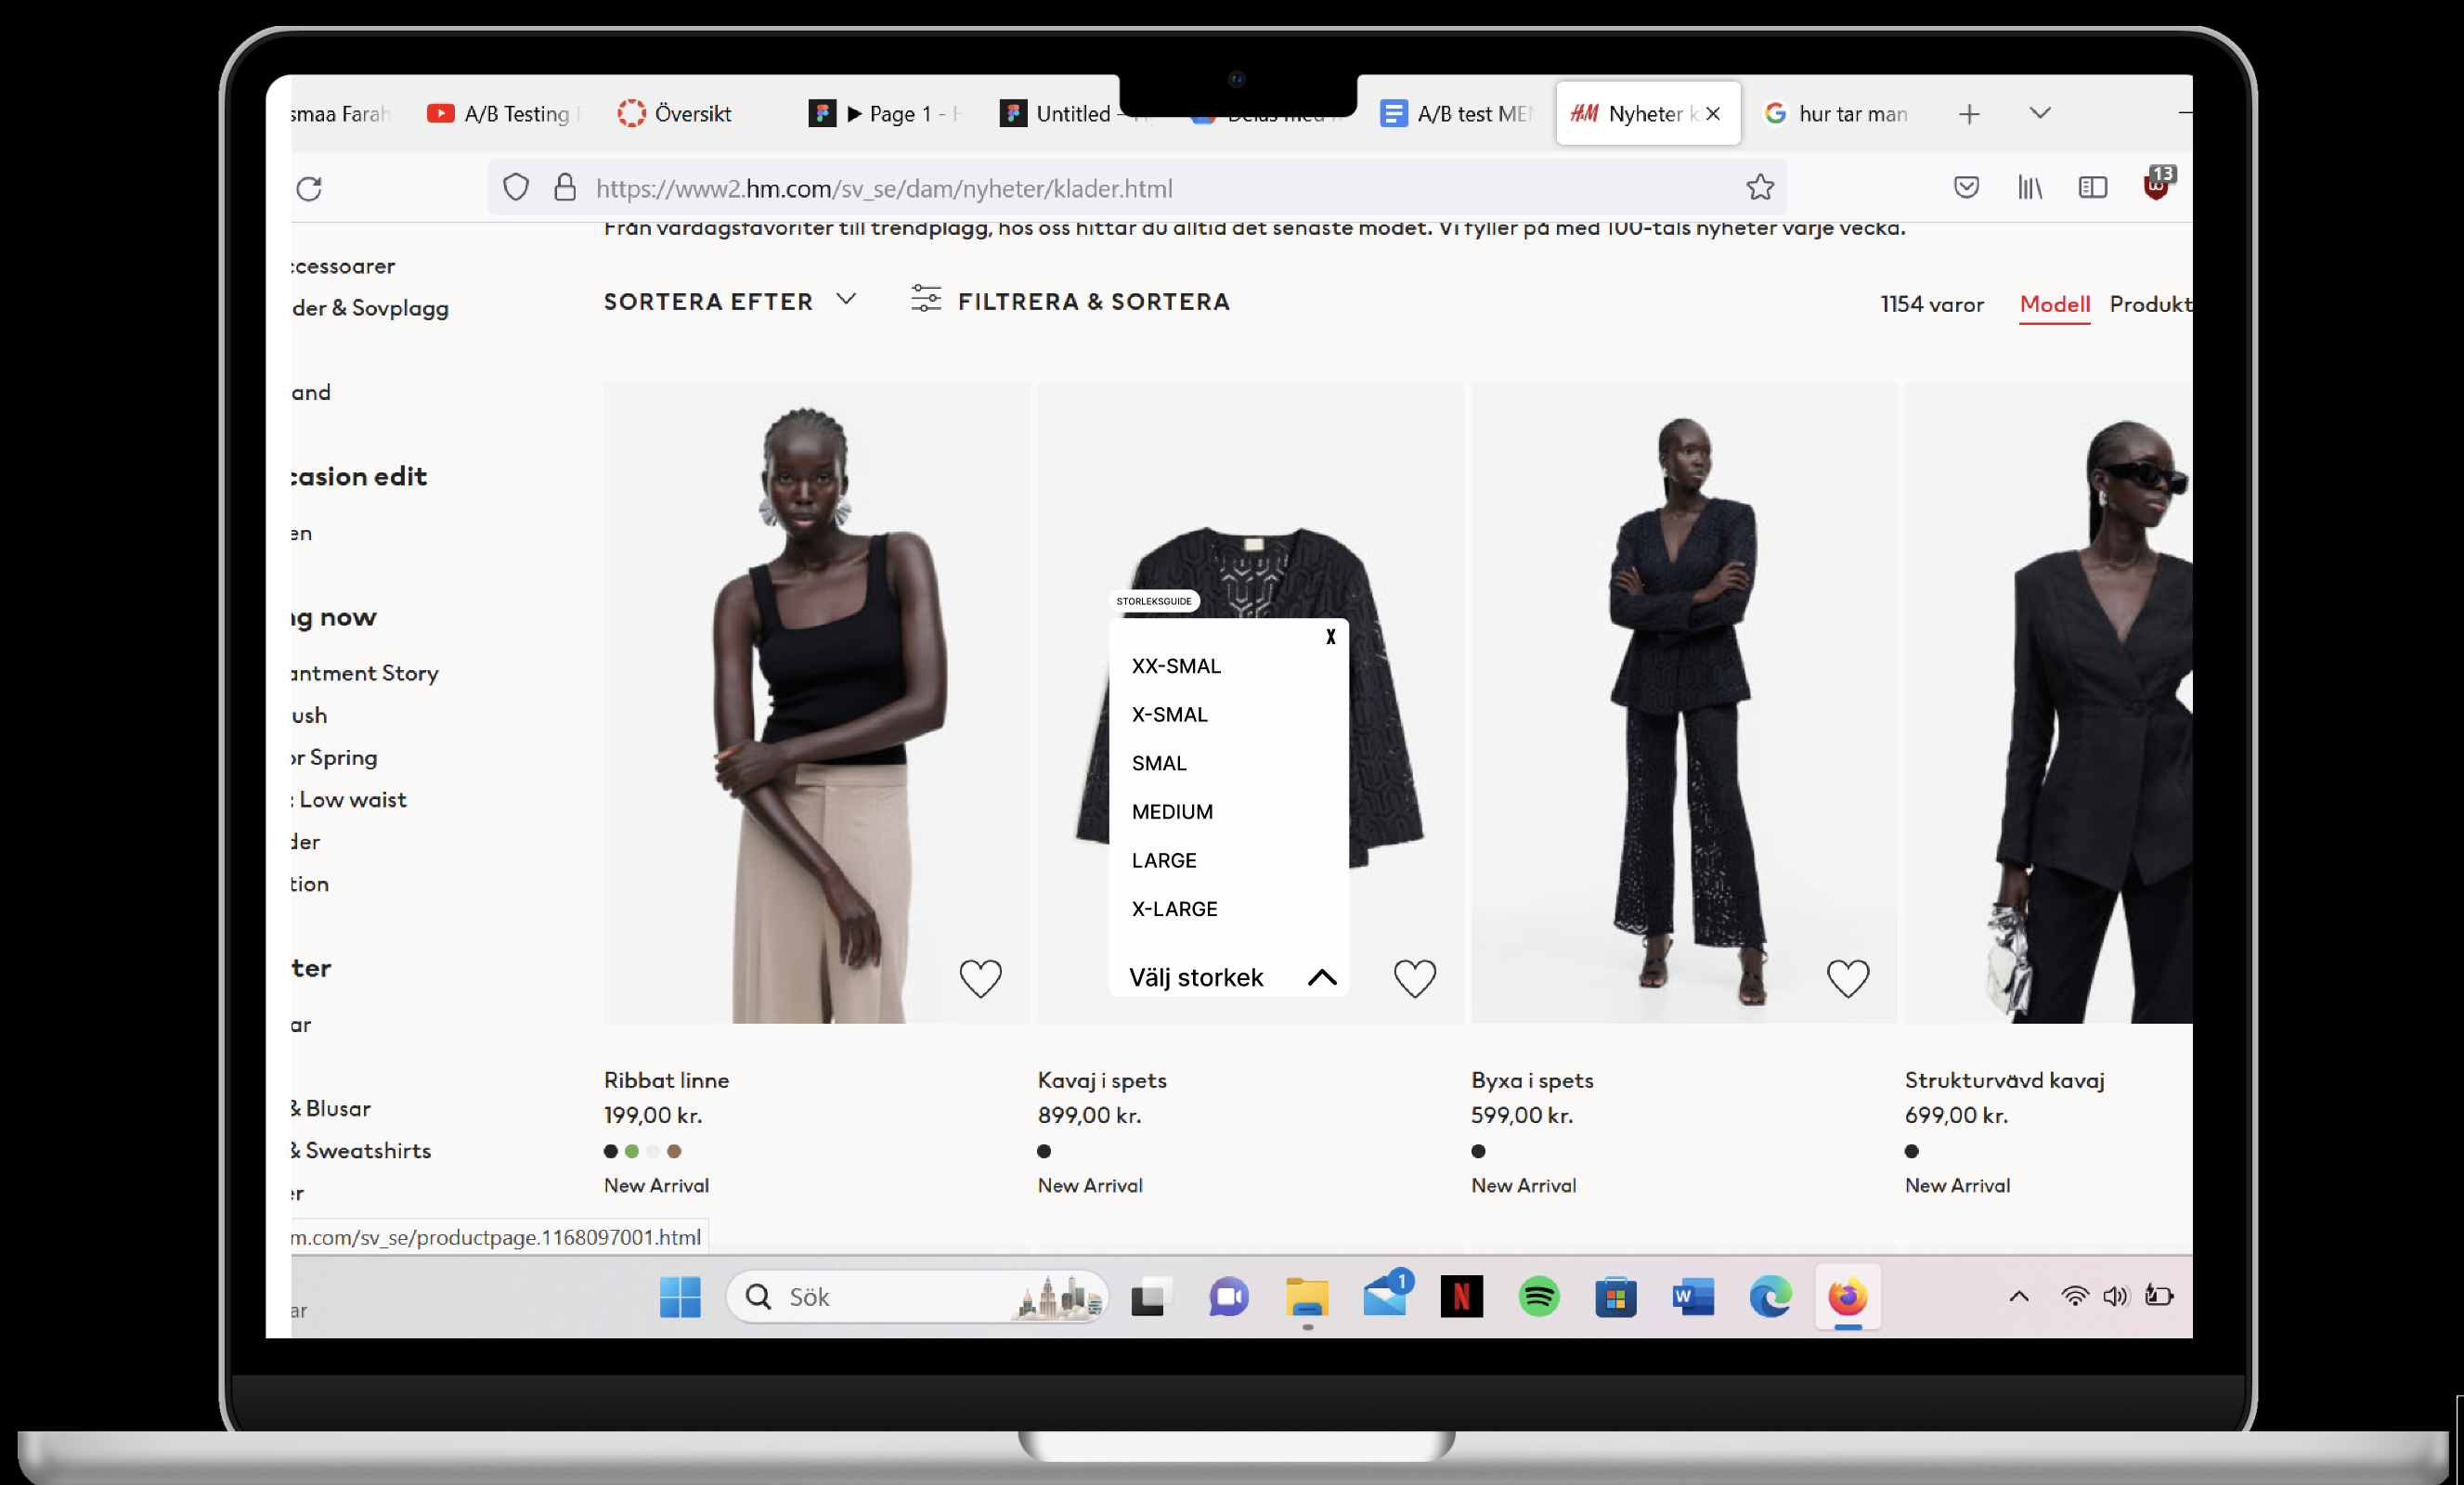 smaa Farah
A/B Testing
Översikt
▶ Page 1 - H
Untitled -
A/B test MEN
H&M Nyheter kl
hur tar man
https://www2.hm.com/sv_se/dam/nyheter/klader.html
13
Från vardagsfavoriter till trendplagg, hos oss hittar du alltid det senaste modet. Vi fyller på med 100-tals nyheter varje vecka.
ccessoarer
der & Sovplagg
and
casion edit
en
ng now
antment Story
ush
or Spring
: Low waist
der
tion
ter
ar
& Blusar
& Sweatshirts
er
SORTERA EFTER
FILTRERA & SORTERA
1154 varor
Modell
Produkt
STORLEKSGUIDE
X
XX-SMAL
X-SMAL
SMAL
MEDIUM
LARGE
X-LARGE
Välj storkek
Ribbat linne
199,00 kr.
New Arrival
Kavaj i spets
899,00 kr.
New Arrival
Byxa i spets
599,00 kr.
New Arrival
Strukturvävd kavaj
699,00 kr.
New Arrival
m.com/sv_se/productpage.1168097001.html
ar
Sök
1